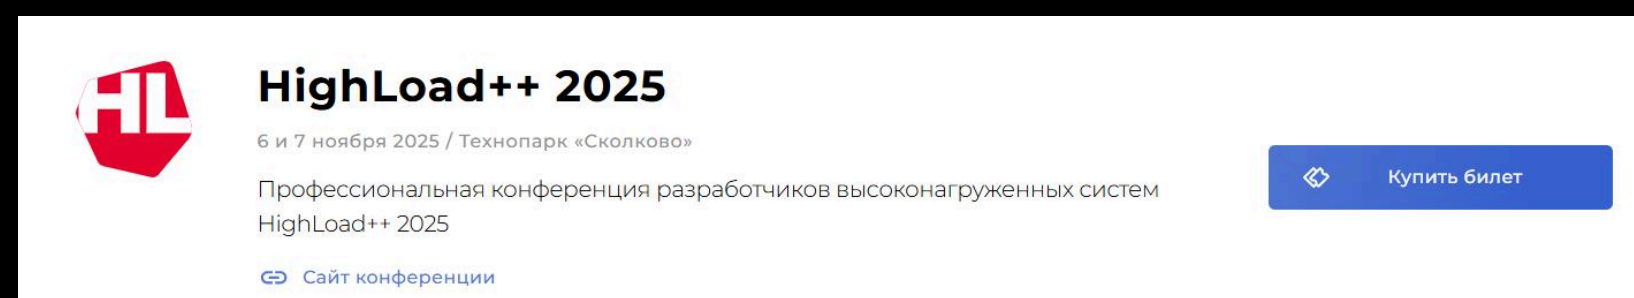 HL
HighLoad++ 2025
6 и 7 ноября 2025 / Технопарк «Сколково»
Профессиональная конференция разработчиков высоконагруженных систем
HighLoad++ 2025
Купить билет
Сайт конференции